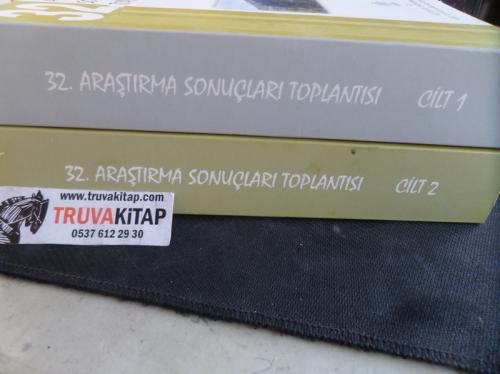 32. ARAŞTIRMA SONUÇLARI TOPLANTISI CİLT 1
32. ARAŞTIRMA SONUÇLARI TOPLANTISI CİLT 2
www.truvakitap.com
TRUVAKİTAP
0537 612 29 30